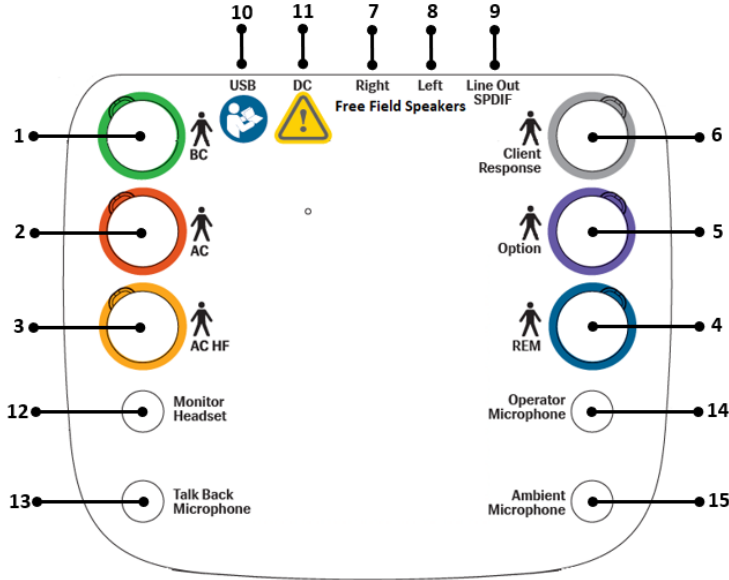 10 11 7 8 9
USB DC Right Left Line Out
SPDIF
Free Field Speakers
1 BC
6 Client
Response
2 AC
5 Option
3 AC HF
4 REM
12 Monitor
Headset
14 Operator
Microphone
13 Talk Back
Microphone
15 Ambient
Microphone